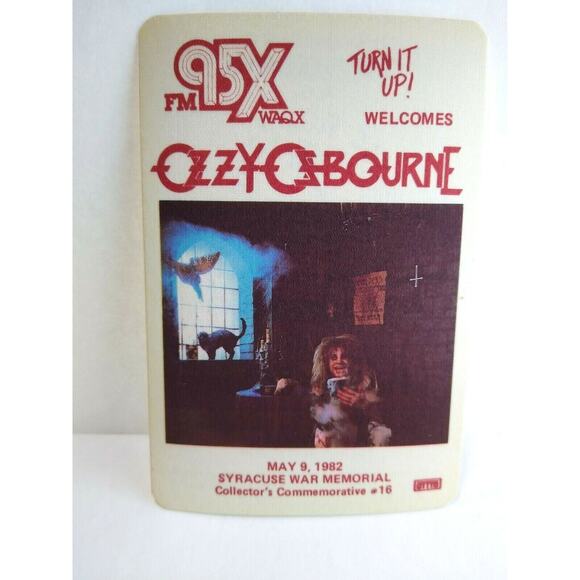 FM 95X
WAQX
TURN IT
UP!
WELCOMES
OZZY OSBOURNE
MAY 9, 1982
SYRACUSE WAR MEMORIAL
Collector's Commemorative #16